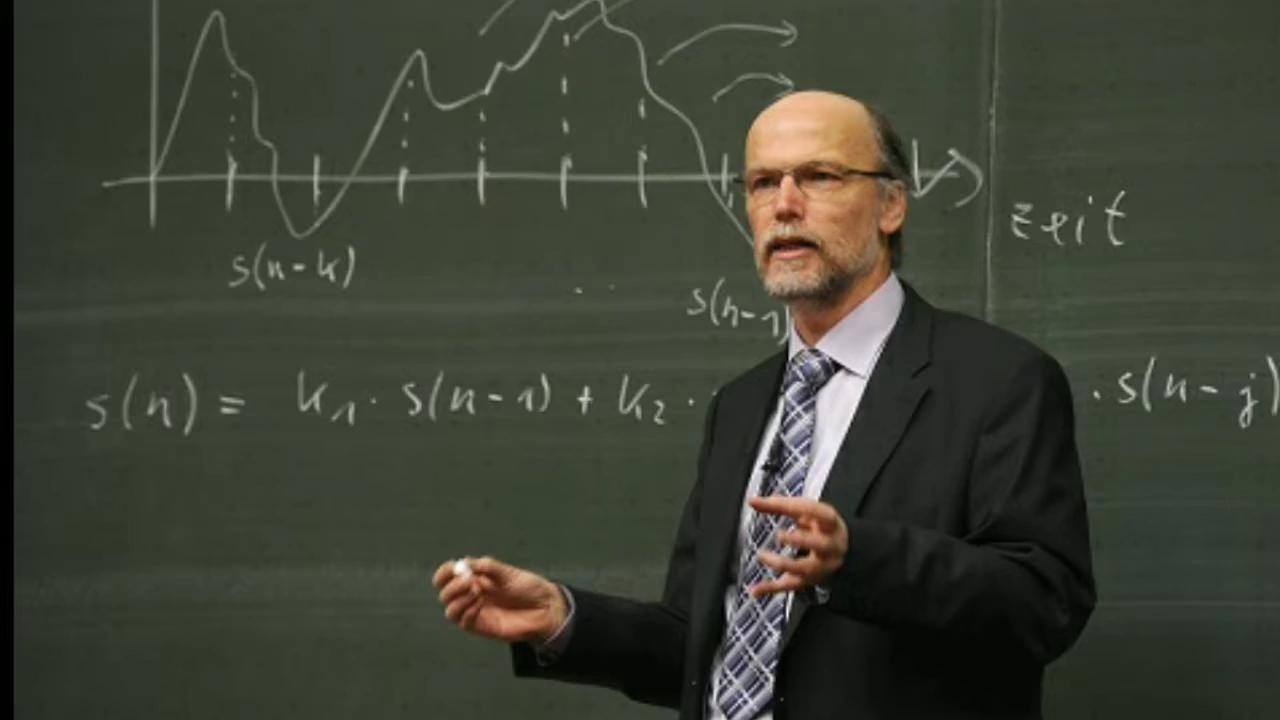 Zeit
s(n-k)
s(n-1)
s(n) = k₁ · s(n-1) + k₂ · · s(n-j)